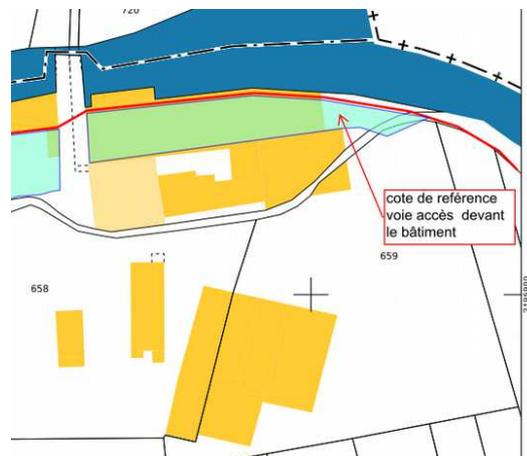 720
cote de reférence
voie accès devant
le bâtiment
659
658